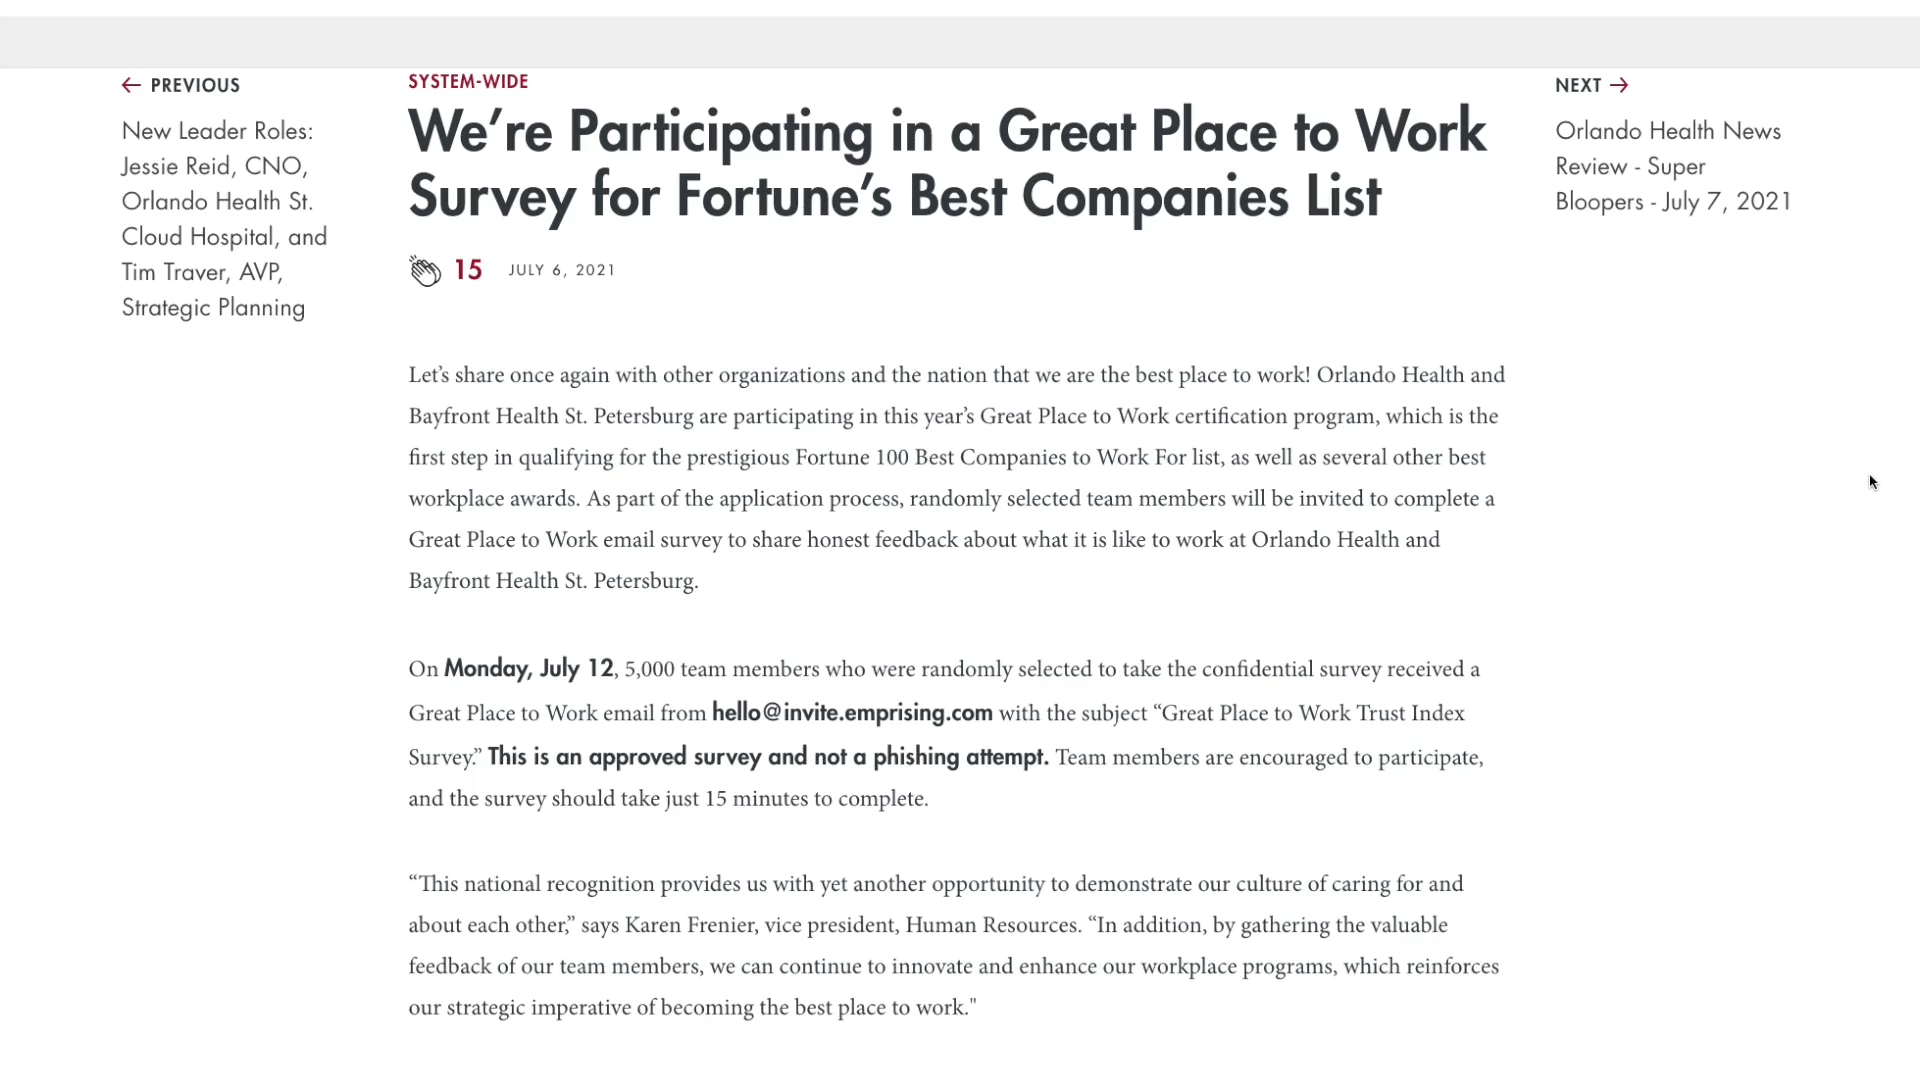 ← PREVIOUS
New Leader Roles:
Jessie Reid, CNO,
Orlando Health St.
Cloud Hospital, and
Tim Traver, AVP,
Strategic Planning
SYSTEM-WIDE
We’re Participating in a Great Place to Work
Survey for Fortune’s Best Companies List
15 JULY 6, 2021
Let’s share once again with other organizations and the nation that we are the best place to work! Orlando Health and
Bayfront Health St. Petersburg are participating in this year’s Great Place to Work certification program, which is the
first step in qualifying for the prestigious Fortune 100 Best Companies to Work For list, as well as several other best
workplace awards. As part of the application process, randomly selected team members will be invited to complete a
Great Place to Work email survey to share honest feedback about what it is like to work at Orlando Health and
Bayfront Health St. Petersburg.
On Monday, July 12, 5,000 team members who were randomly selected to take the confidential survey received a
Great Place to Work email from hello@invite.emprising.com with the subject “Great Place to Work Trust Index
Survey.” This is an approved survey and not a phishing attempt. Team members are encouraged to participate,
and the survey should take just 15 minutes to complete.
“This national recognition provides us with yet another opportunity to demonstrate our culture of caring for and
about each other,” says Karen Frenier, vice president, Human Resources. “In addition, by gathering the valuable
feedback of our team members, we can continue to innovate and enhance our workplace programs, which reinforces
our strategic imperative of becoming the best place to work."
NEXT →
Orlando Health News
Review - Super
Bloopers - July 7, 2021